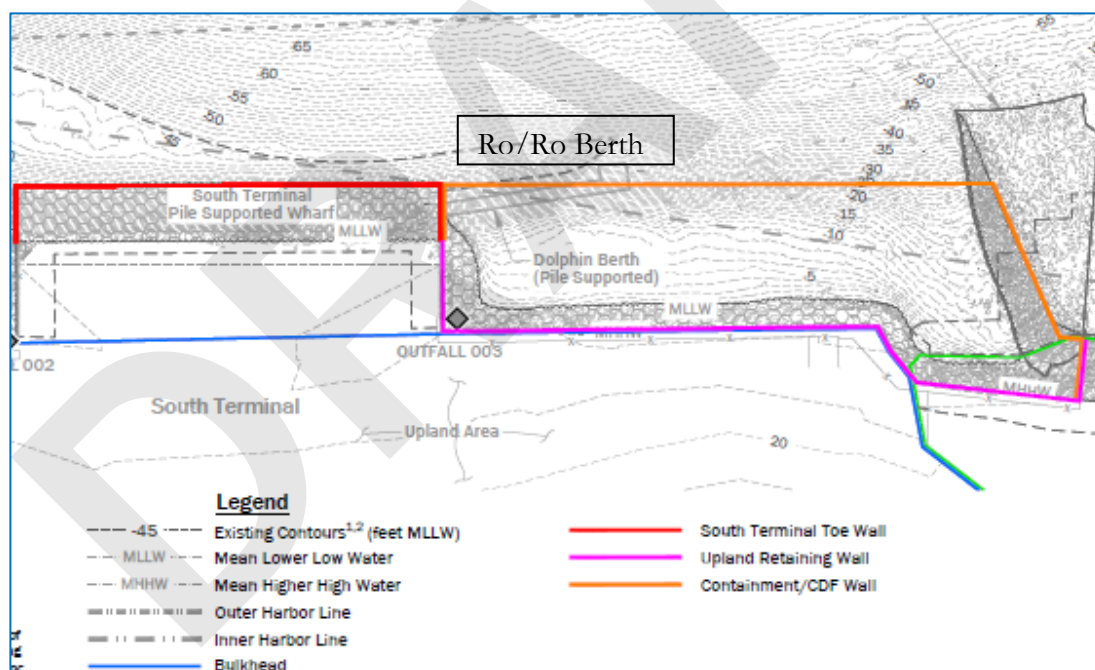 DRAFT
65
-60
-55
-50
-45
-55
-50
-45
-40
-35
-30
-25
-20
-15
-10
-5
Ro/Ro Berth
South Terminal
Pile Supported Wharf
MLLW
Dolphin Berth
(Pile Supported)
MLLW
MHHW
L 002
OUTFALL 003
MHHW
South Terminal
Upland Area
20
Legend
-45 Existing Contours1,2 (feet MLLW)
MLLW Mean Lower Low Water
MHHW Mean Higher High Water
Outer Harbor Line
Inner Harbor Line
Bulkhead
South Terminal Toe Wall
Upland Retaining Wall
Containment/CDF Wall